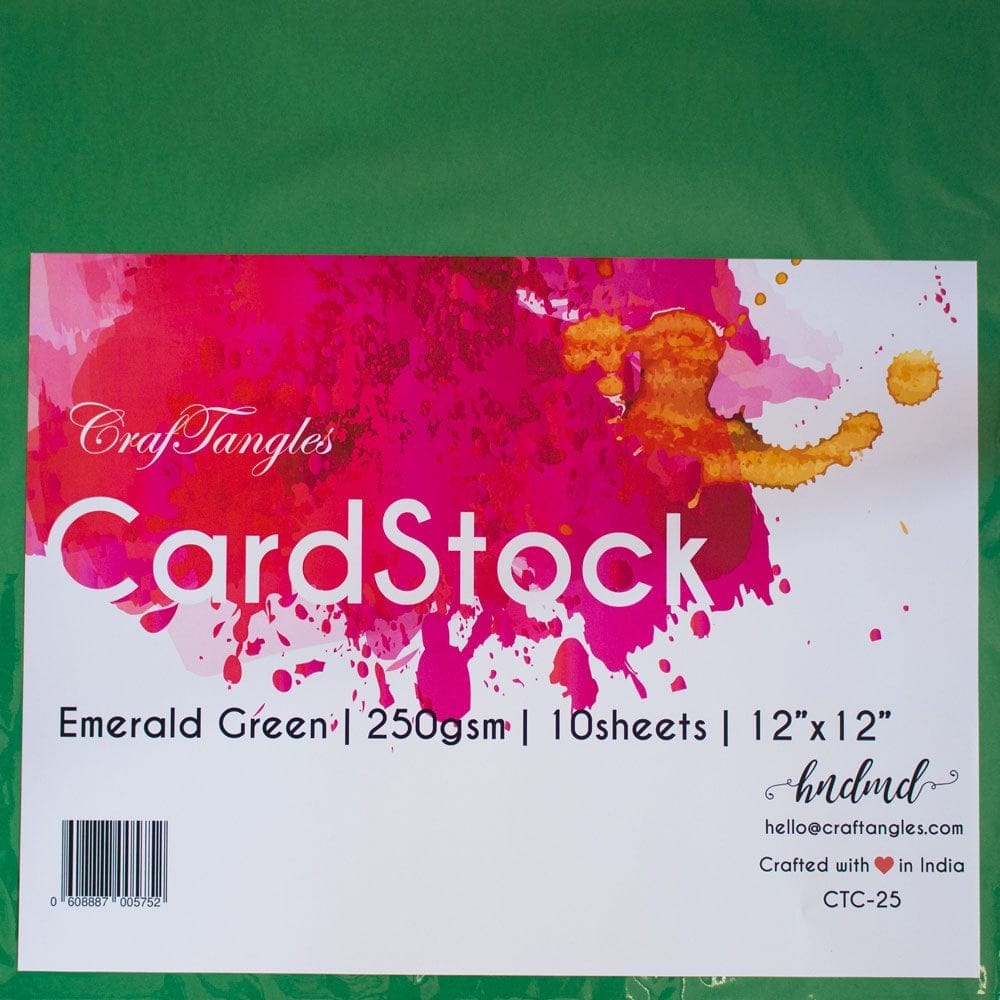 CrafTangles
CardStock
Emerald Green | 250gsm | 10sheets | 12”x12”
hndmd
hello@craftangles.com
Crafted with ❤ in India
CTC-25
0 608887 005752